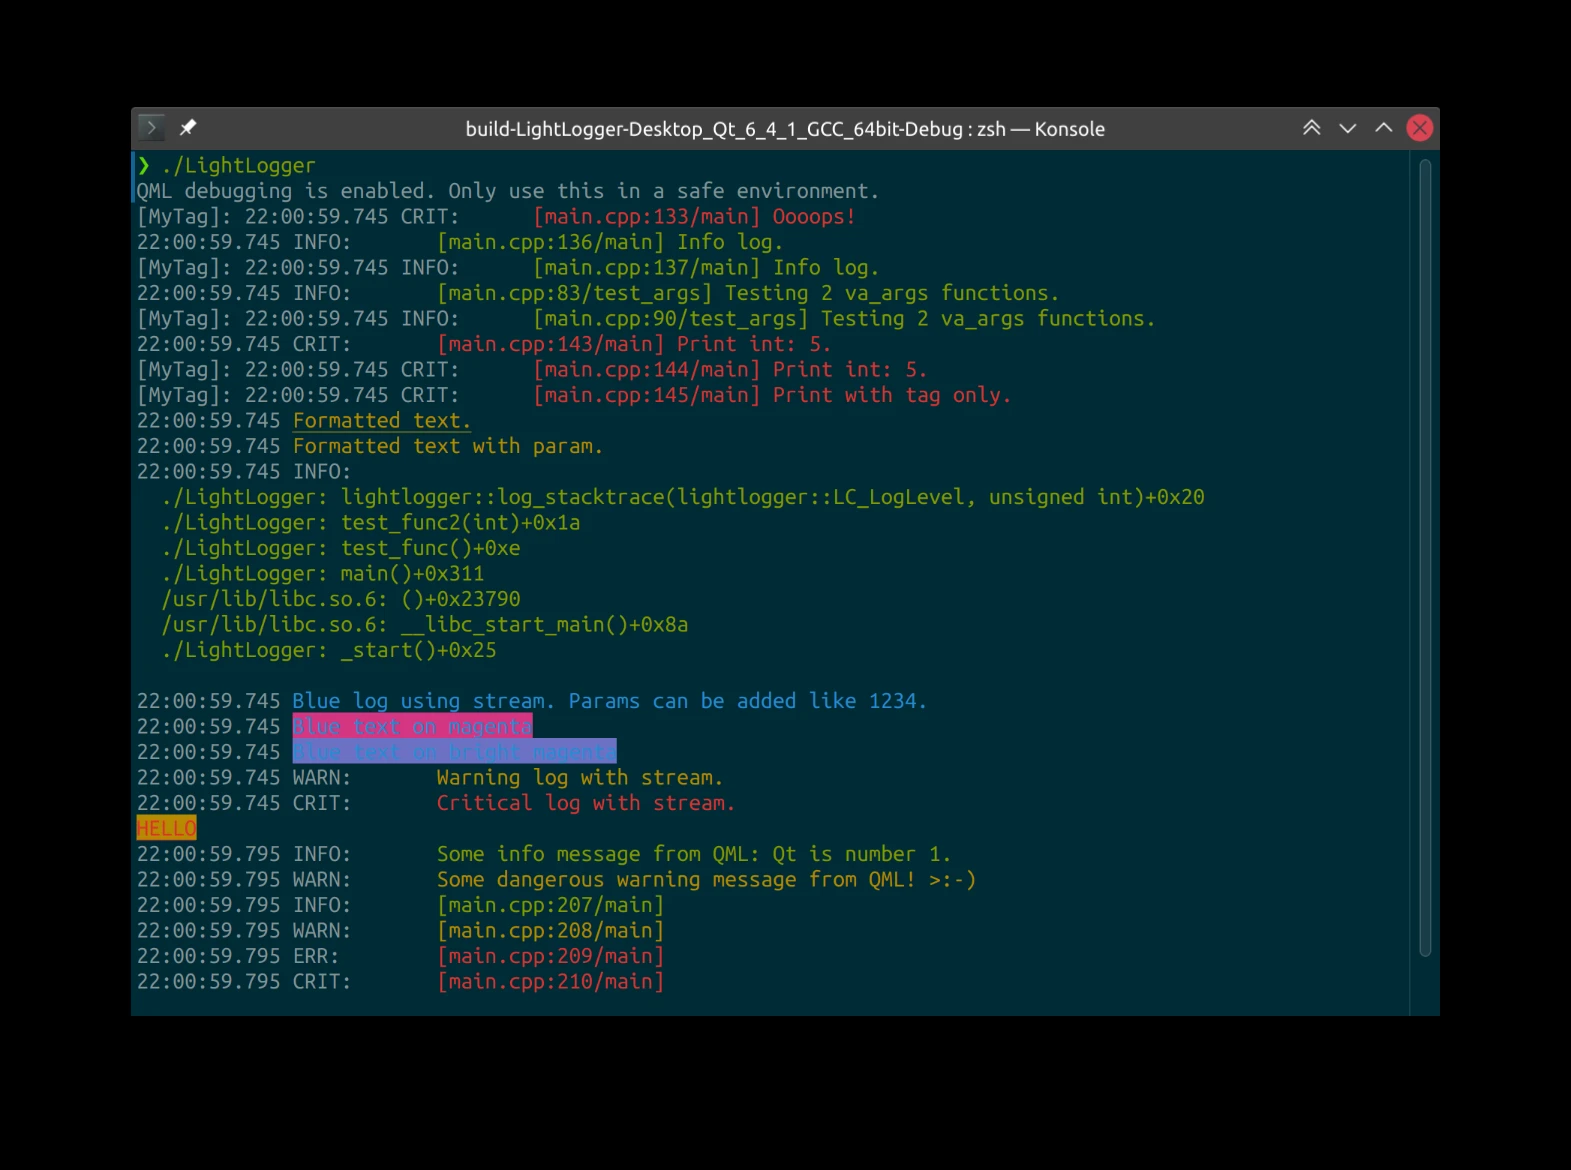 build-LightLogger-Desktop_Qt_6_4_1_GCC_64bit-Debug : zsh — Konsole
❯ ./LightLogger
QML debugging is enabled. Only use this in a safe environment.
[MyTag]: 22:00:59.745 CRIT:      [main.cpp:133/main] Oooops!
22:00:59.745 INFO:       [main.cpp:136/main] Info log.
[MyTag]: 22:00:59.745 INFO:      [main.cpp:137/main] Info log.
22:00:59.745 INFO:       [main.cpp:83/test_args] Testing 2 va_args functions.
[MyTag]: 22:00:59.745 INFO:      [main.cpp:90/test_args] Testing 2 va_args functions.
22:00:59.745 CRIT:       [main.cpp:143/main] Print int: 5.
[MyTag]: 22:00:59.745 CRIT:      [main.cpp:144/main] Print int: 5.
[MyTag]: 22:00:59.745 CRIT:      [main.cpp:145/main] Print with tag only.
22:00:59.745 Formatted text.
22:00:59.745 Formatted text with param.
22:00:59.745 INFO:
  ./LightLogger: lightlogger::log_stacktrace(lightlogger::LC_LogLevel, unsigned int)+0x20
  ./LightLogger: test_func2(int)+0x1a
  ./LightLogger: test_func()+0xe
  ./LightLogger: main()+0x311
  /usr/lib/libc.so.6: ()+0x23790
  /usr/lib/libc.so.6: __libc_start_main()+0x8a
  ./LightLogger: _start()+0x25
22:00:59.745 Blue log using stream. Params can be added like 1234.
22:00:59.745 Blue text on magenta
22:00:59.745 Blue text on bright magenta
22:00:59.745 WARN:       Warning log with stream.
22:00:59.745 CRIT:       Critical log with stream.
HELLO
22:00:59.795 INFO:       Some info message from QML: Qt is number 1.
22:00:59.795 WARN:       Some dangerous warning message from QML! >:-)
22:00:59.795 INFO:       [main.cpp:207/main]
22:00:59.795 WARN:       [main.cpp:208/main]
22:00:59.795 ERR:        [main.cpp:209/main]
22:00:59.795 CRIT:       [main.cpp:210/main]